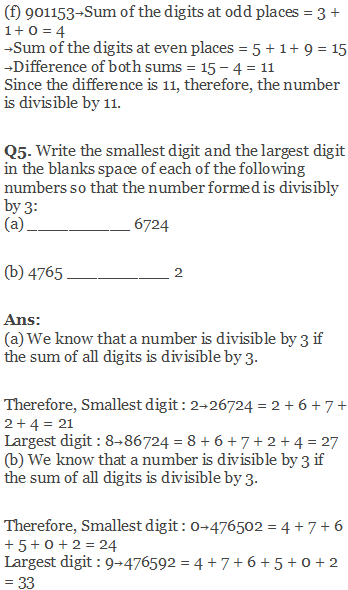 (f) 901153→Sum of the digits at odd places = 3 +
1+ 0 = 4
→Sum of the digits at even places = 5 + 1 + 9 = 15
→Difference of both sums = 15 – 4 = 11
Since the difference is 11, therefore, the number
is divisible by 11.
Q5. Write the smallest digit and the largest digit
in the blanks space of each of the following
numbers so that the number formed is divisibly
by 3:
(a) ____________ 6724
(b) 4765 ____________ 2
Ans:
(a) We know that a number is divisible by 3 if
the sum of all digits is divisible by 3.
Therefore, Smallest digit : 2→26724 = 2 + 6 + 7 +
2 + 4 = 21
Largest digit : 8→86724 = 8 + 6 + 7 + 2 + 4 = 27
(b) We know that a number is divisible by 3 if
the sum of all digits is divisible by 3.
Therefore, Smallest digit : 0→476502 = 4 + 7 + 6
+ 5 + 0 + 2 = 24
Largest digit : 9→476592 = 4 + 7 + 6 + 5 + 0 + 2
= 33